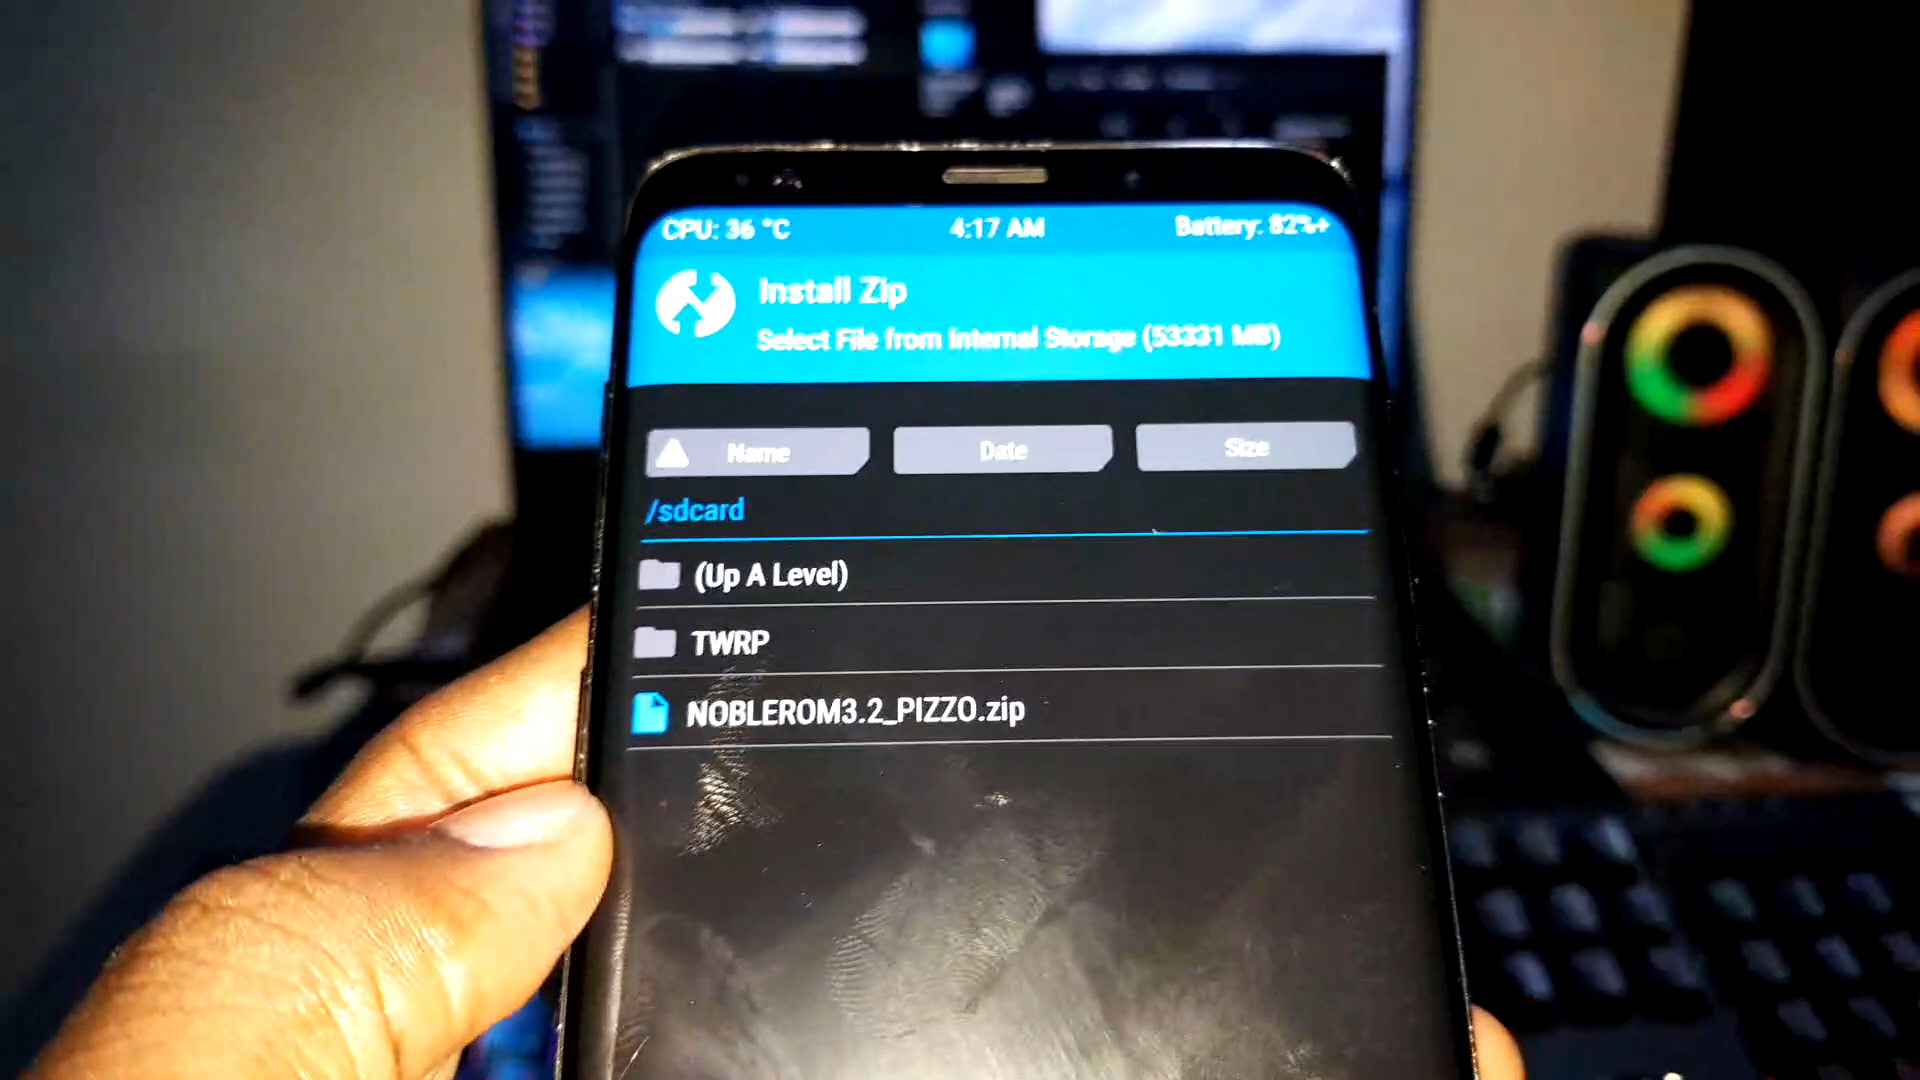 CPU: 36 °C 4:17 AM Battery: 82%+
Install Zip
Select File from Internal Storage (53331 MB)
Name Date Size
/sdcard
(Up A Level)
TWRP
NOBLEROM3.2_PIZZO.zip